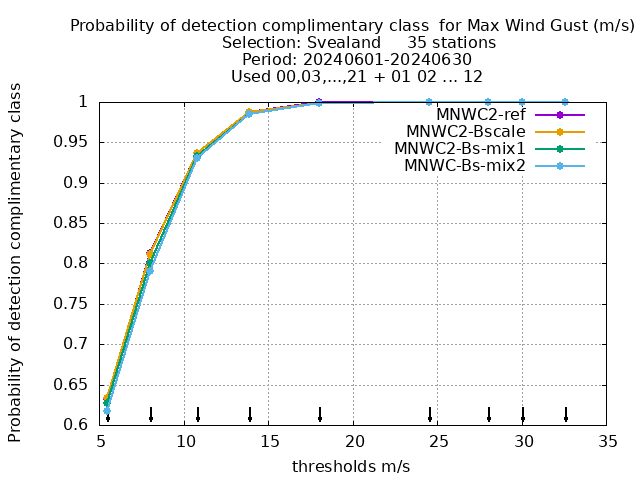 Probability of detection complimentary class  for Max Wind Gust (m/s)
Selection: Svealand     35 stations
Period: 20240601-20240630
Used 00,03,...,21 + 01 02 ... 12
Probability of detection complimentary class
1
0.95
0.9
0.85
0.8
0.75
0.7
0.65
0.6
MNWC2-ref
MNWC2-Bscale
MNWC2-Bs-mix1
MNWC-Bs-mix2
5 10 15 20 25 30 35
thresholds m/s